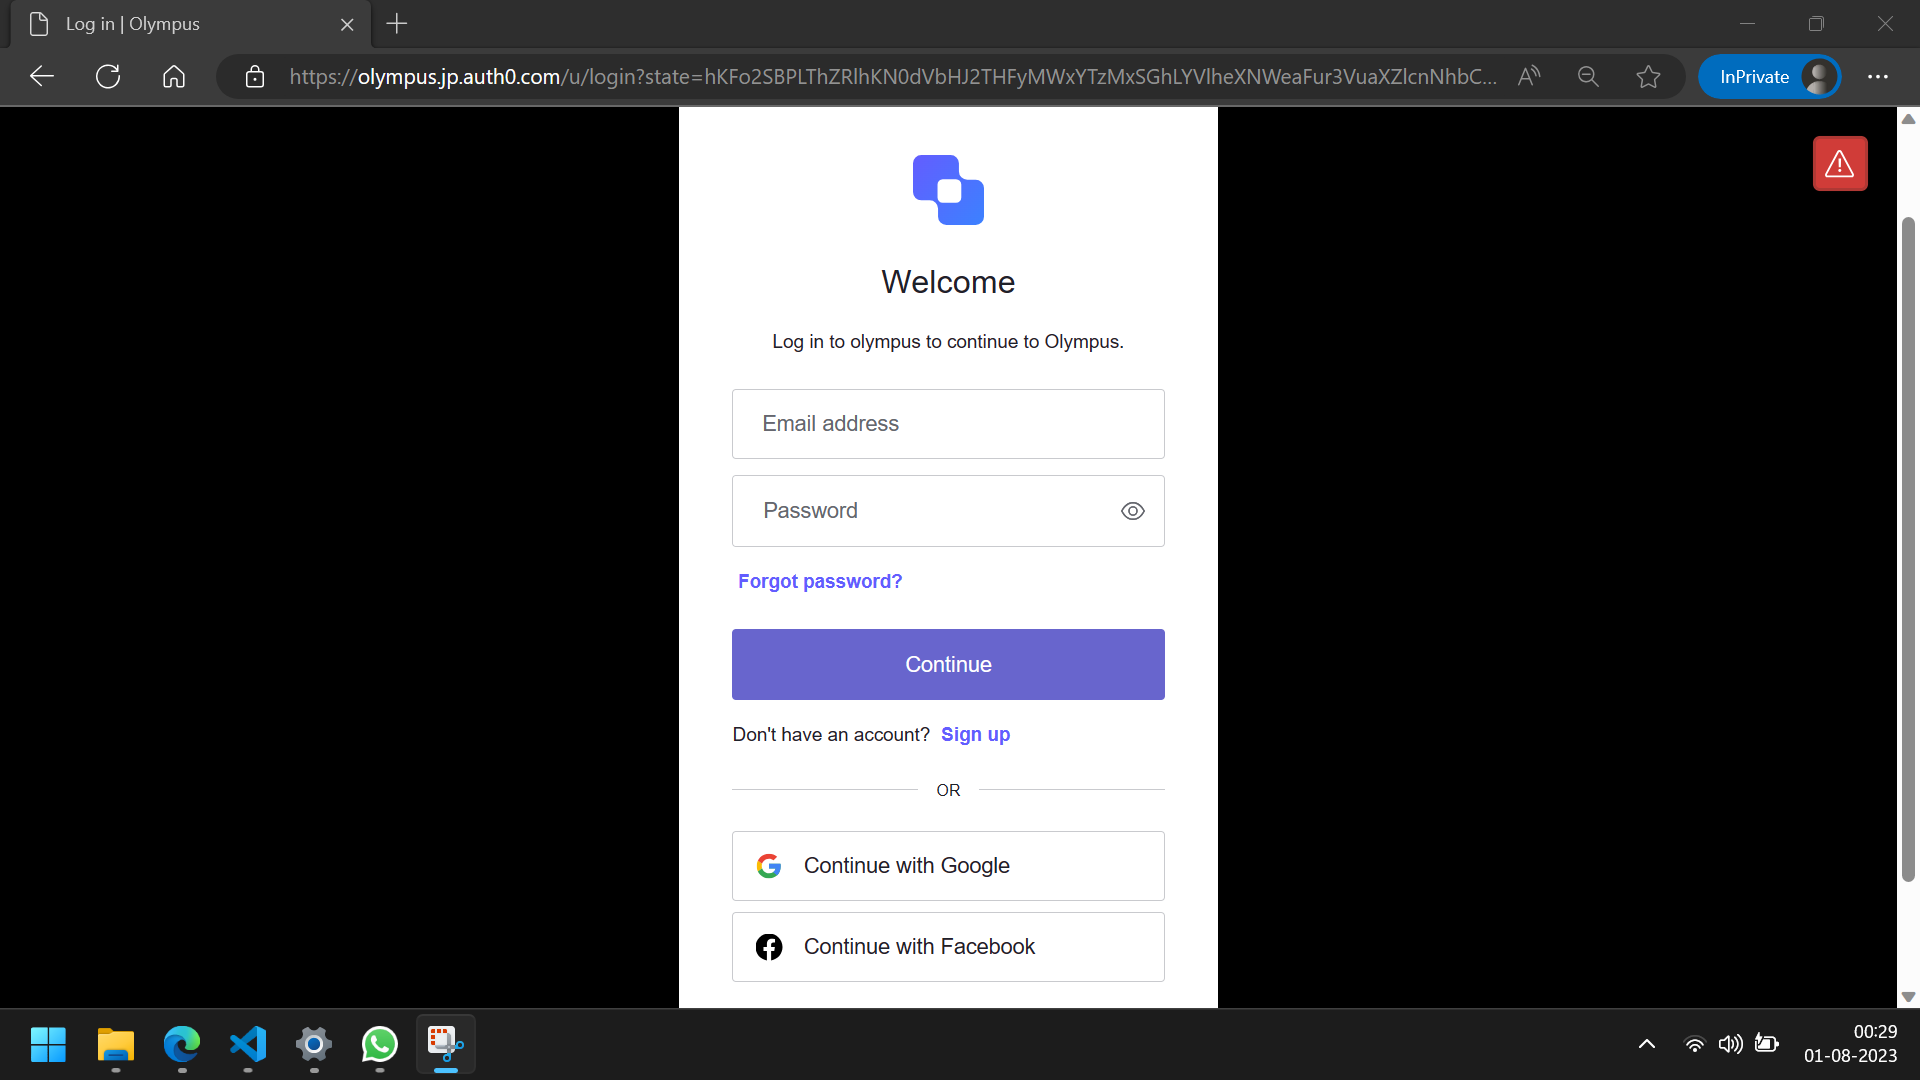 Log in | Olympus
https://olympus.jp.auth0.com/u/login?state=hKFo2SBPLThZRlhKN0dVbHJ2THFyMWxYTzMxSGhLYVlheXNWeaFur3VuaXZlcnNhbC...
InPrivate
Welcome
Log in to olympus to continue to Olympus.
Email address
Password
Forgot password?
Continue
Don't have an account? Sign up
OR
Continue with Google
Continue with Facebook
00:29
01-08-2023